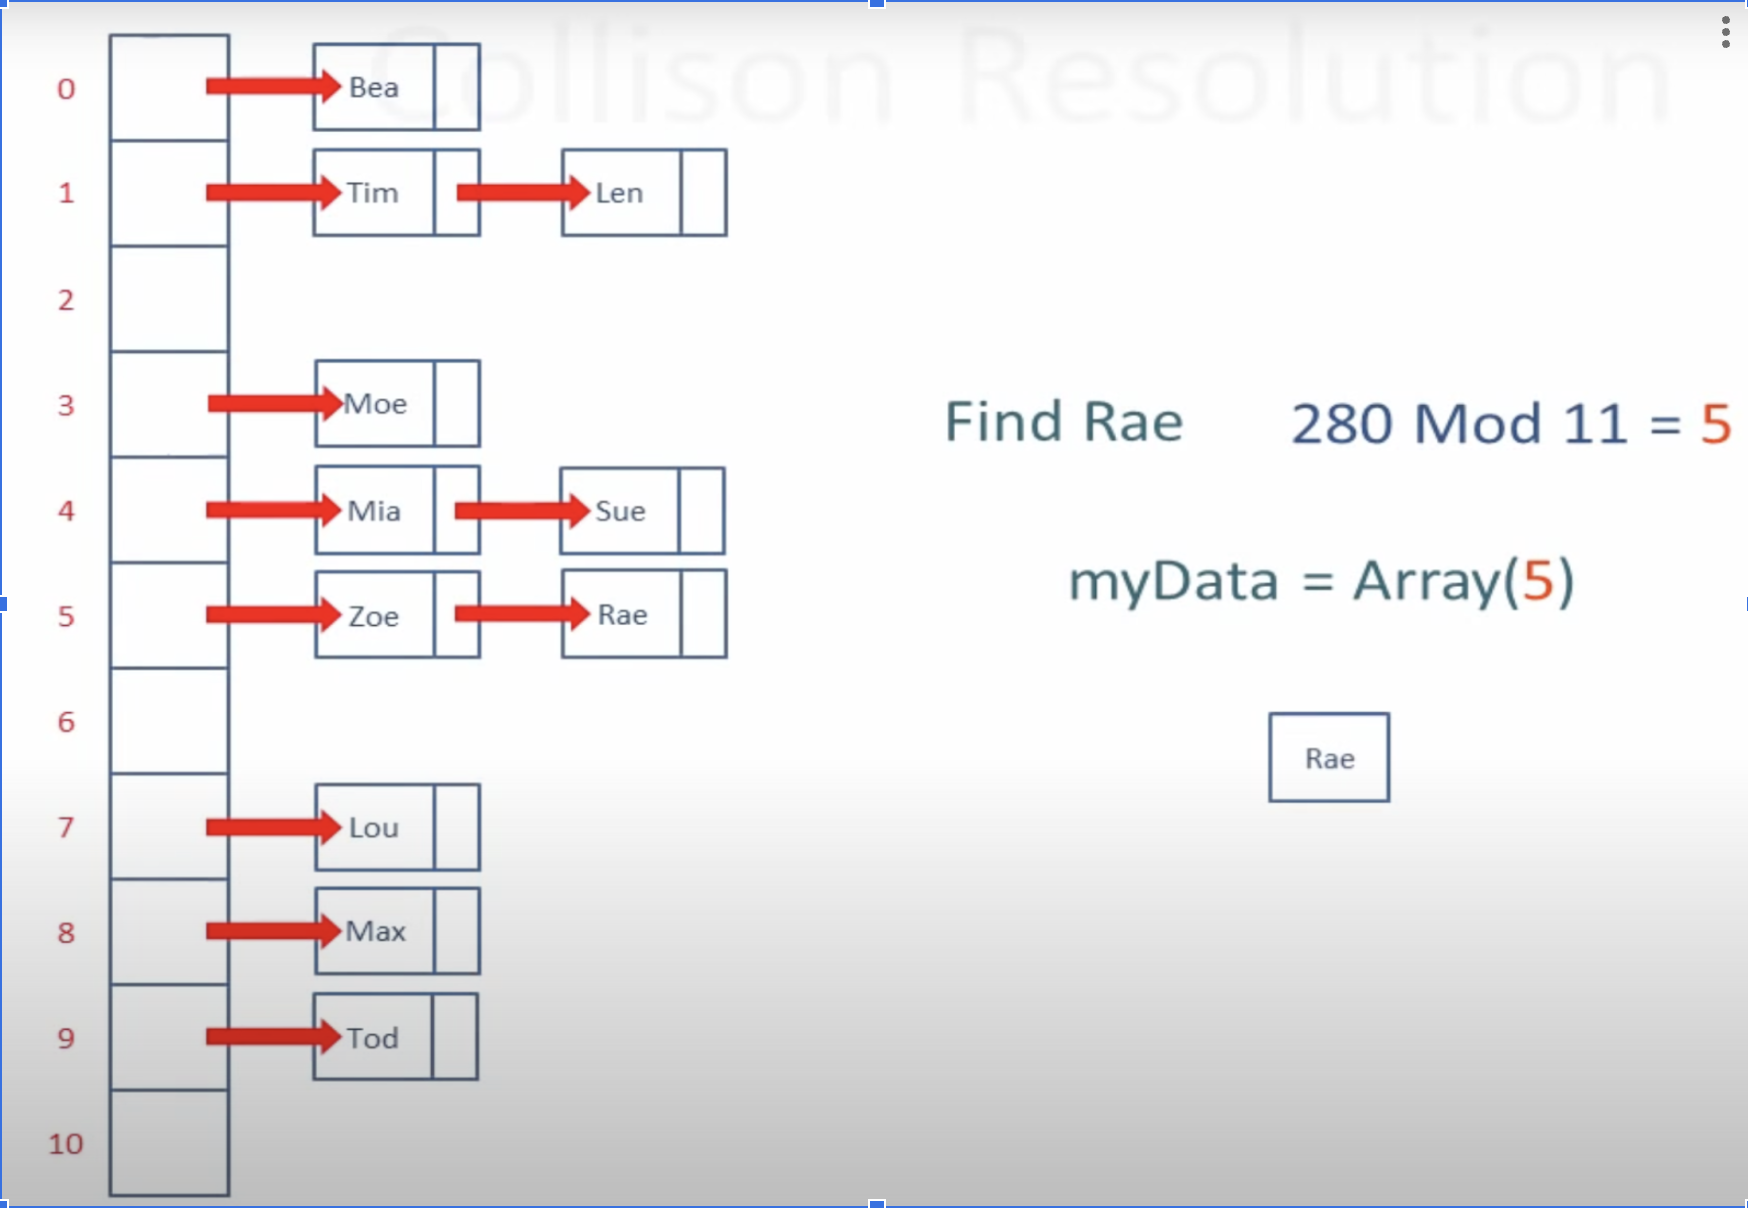 Collison Resolution
0 Bea
1 Tim Len
2
3 Moe
4 Mia Sue
5 Zoe Rae
6
7 Lou
8 Max
9 Tod
10
Find Rae 280 Mod 11 = 5
myData = Array(5)
Rae